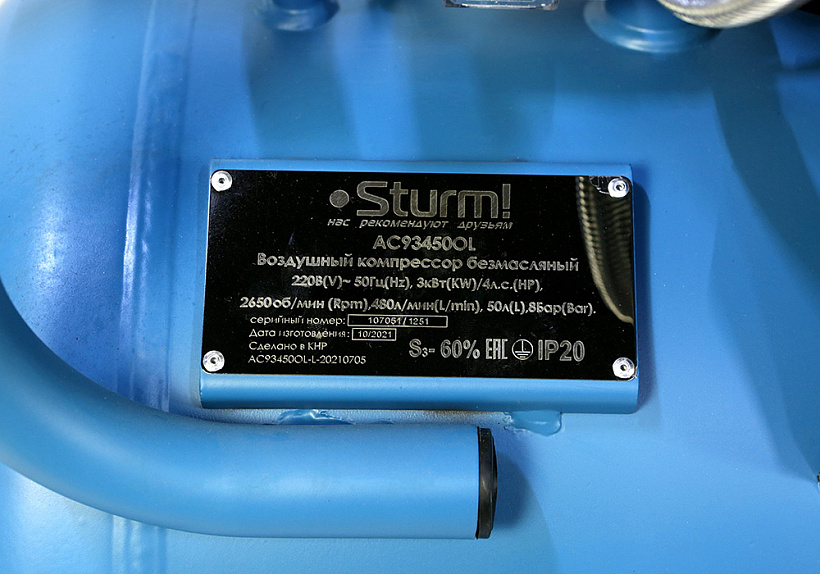 Sturm!
нас рекомендуют друзьям
AC93450OL
Воздушный компрессор безмасляный
220В(V)~ 50Гц(Hz), 3кВт(KW)/4л.с.(HP),
2650об/мин (Rpm),480л/мин(L/min), 50л(L),8Бар(Bar).
серийный номер: 107051/1251
Дата изготовления: 10/2021
Сделано в КНР
AC93450OL-L-20210705
S3- 60% EAC IP20